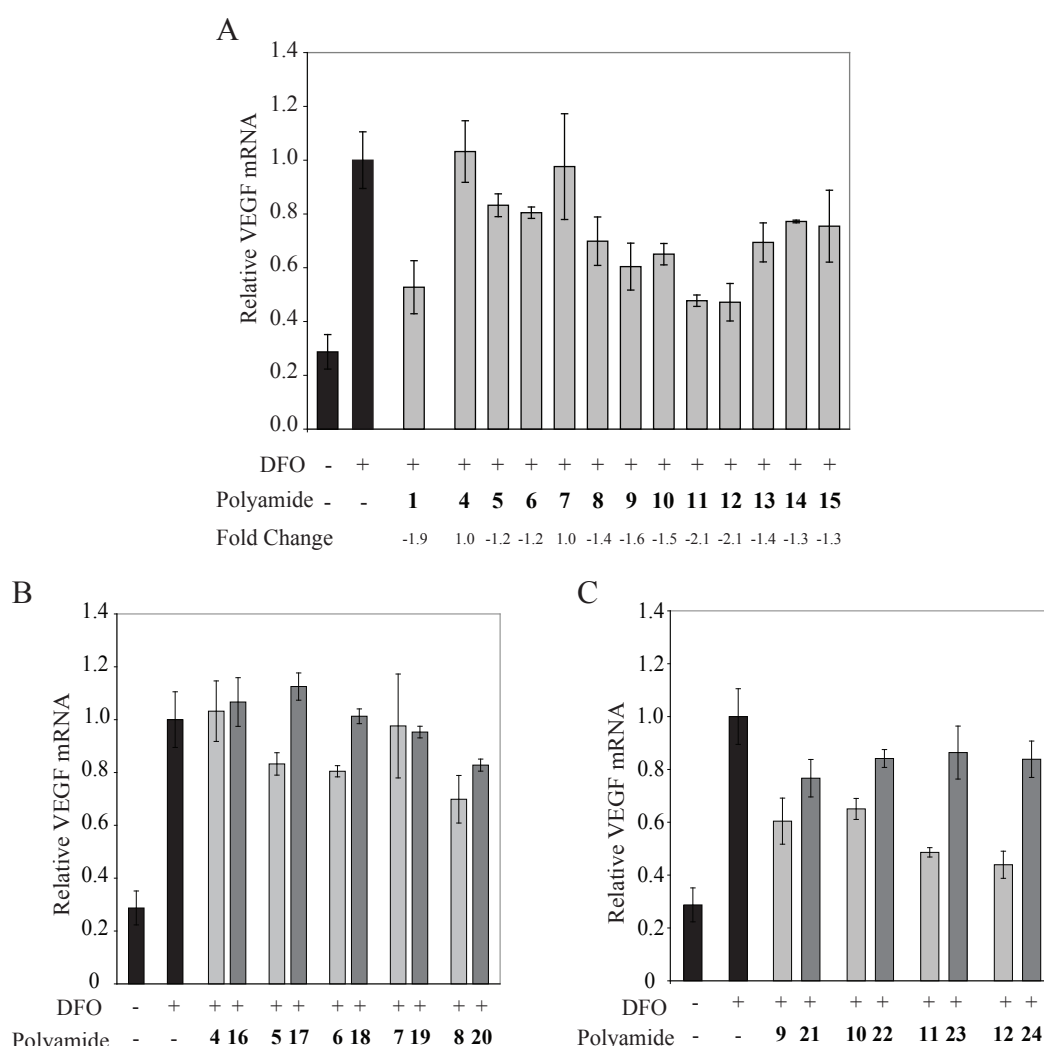 A
1.4
1.2
1.0
0.8
0.6
0.4
0.2
0.0
Relative VEGF mRNA
DFO - + + + + + + + + + + + + + +
Polyamide - - 1 4 5 6 7 8 9 10 11 12 13 14 15
Fold Change -1.9 1.0 -1.2 -1.2 1.0 -1.4 -1.6 -1.5 -2.1 -2.1 -1.4 -1.3 -1.3
B
1.4
1.2
1.0
0.8
0.6
0.4
0.2
0
Relative VEGF mRNA
DFO - + + + + + + + + + + +
Polyamide - - 4 16 5 17 6 18 7 19 8 20
C
1.4
1.2
1.0
0.8
0.6
0.4
0.2
0
Relative VEGF mRNA
DFO - + + + + + + + + +
Polyamide - - 9 21 10 22 11 23 12 24